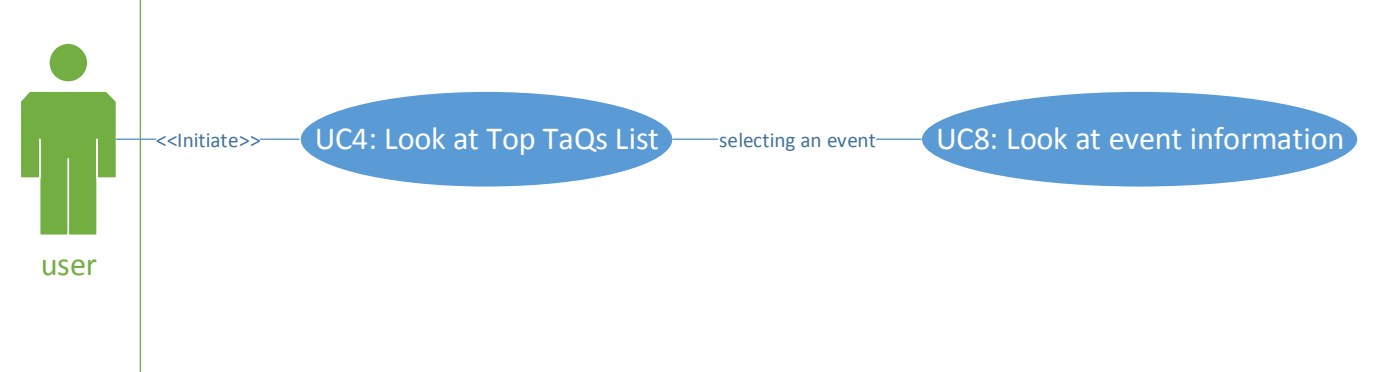 <<Initiate>>
UC4: Look at Top TaQs List
selecting an event
UC8: Look at event information
user